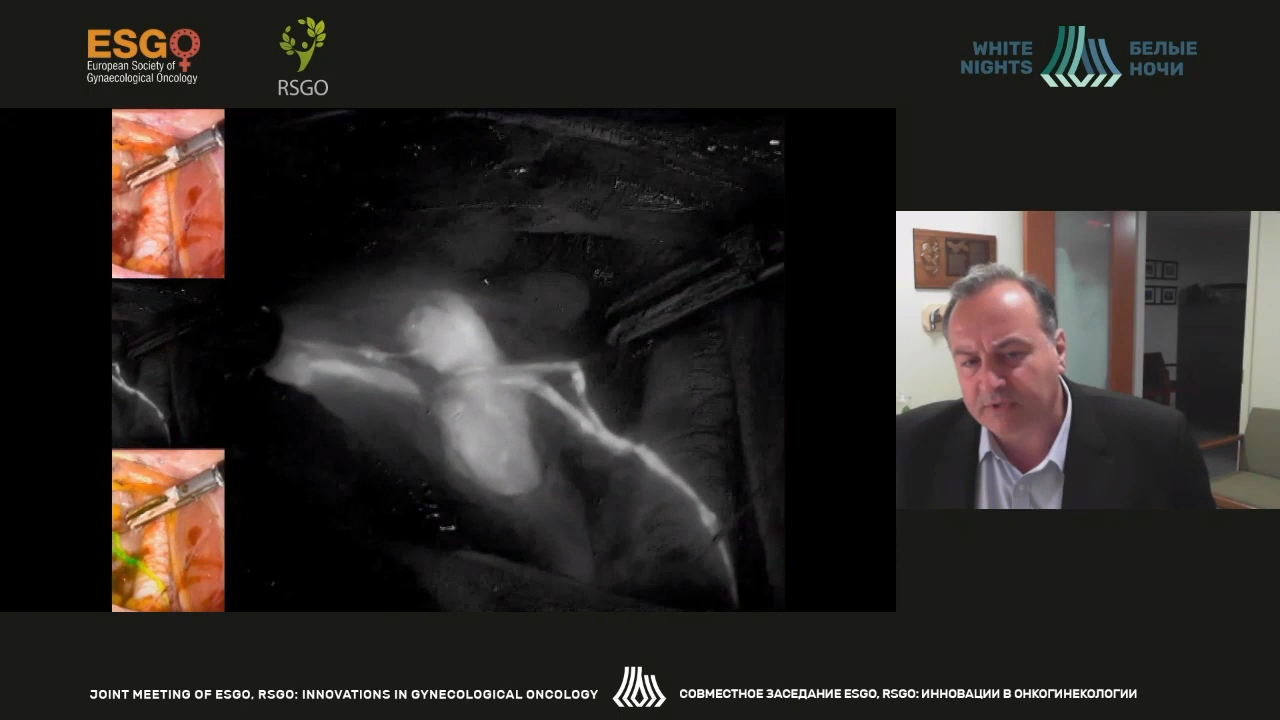 ESGO
European Society of
Gynaecological Oncology
RSGO
WHITE
NIGHTS
БЕЛЫЕ
НОЧИ
JOINT MEETING OF ESGO, RSGO: INNOVATIONS IN GYNECOLOGICAL ONCOLOGY
СОВМЕСТНОЕ ЗАСЕДАНИЕ ESGO, RSGO: ИННОВАЦИИ В ОНКОГИНЕКОЛОГИИ